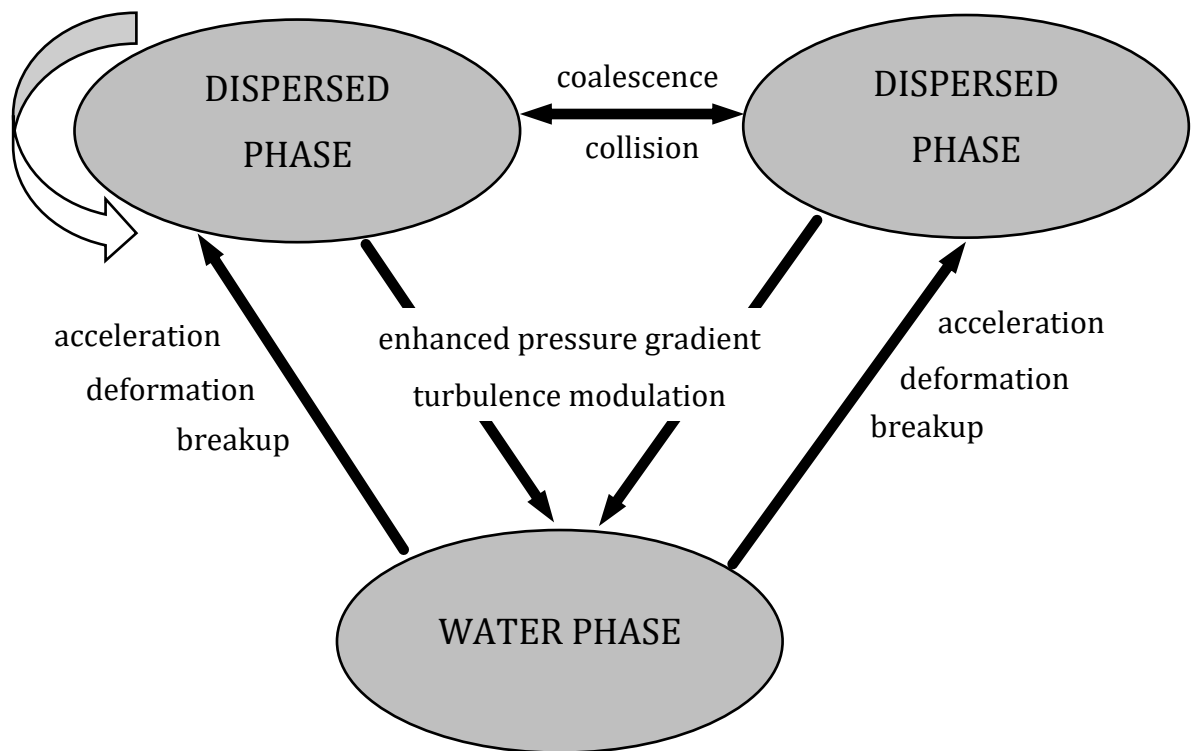 DISPERSED
PHASE
coalescence
collision
DISPERSED
PHASE
acceleration
deformation
breakup
enhanced pressure gradient
turbulence modulation
acceleration
deformation
breakup
WATER PHASE